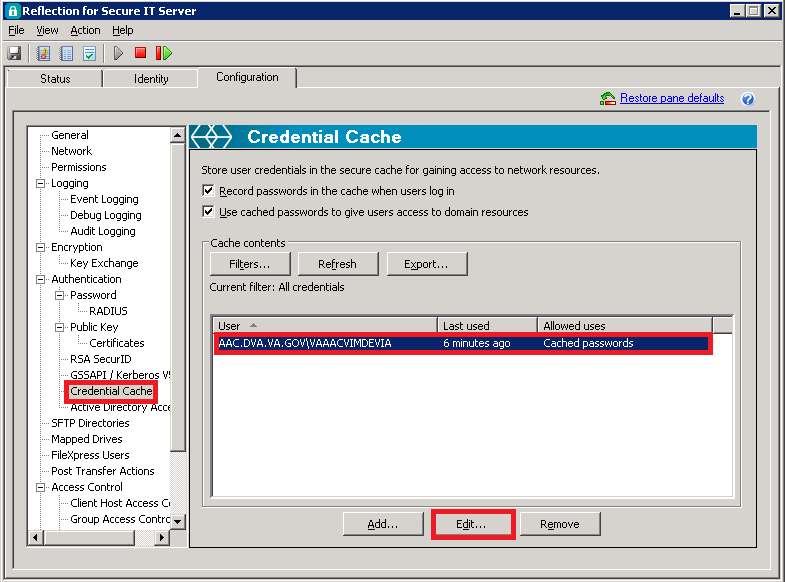 Reflection for Secure IT Server
File View Action Help
Status Identity Configuration
Restore pane defaults
General
Network
Permissions
Logging
Event Logging
Debug Logging
Audit Logging
Encryption
Key Exchange
Authentication
Password
RADIUS
Public Key
Certificates
RSA SecurID
GSSAPI / Kerberos V5
Credential Cache
Active Directory Acce
SFTP Directories
Mapped Drives
FileXpress Users
Post Transfer Actions
Access Control
Client Host Access Co
Group Access Contro
Credential Cache
Store user credentials in the secure cache for gaining access to network resources.
Record passwords in the cache when users log in
Use cached passwords to give users access to domain resources
Cache contents
Filters... Refresh Export...
Current filter: All credentials
User Last used Allowed uses
AAC.DVA.VA.GOV\VAAACVIMDEVIA 6 minutes ago Cached passwords
Add... Edit... Remove